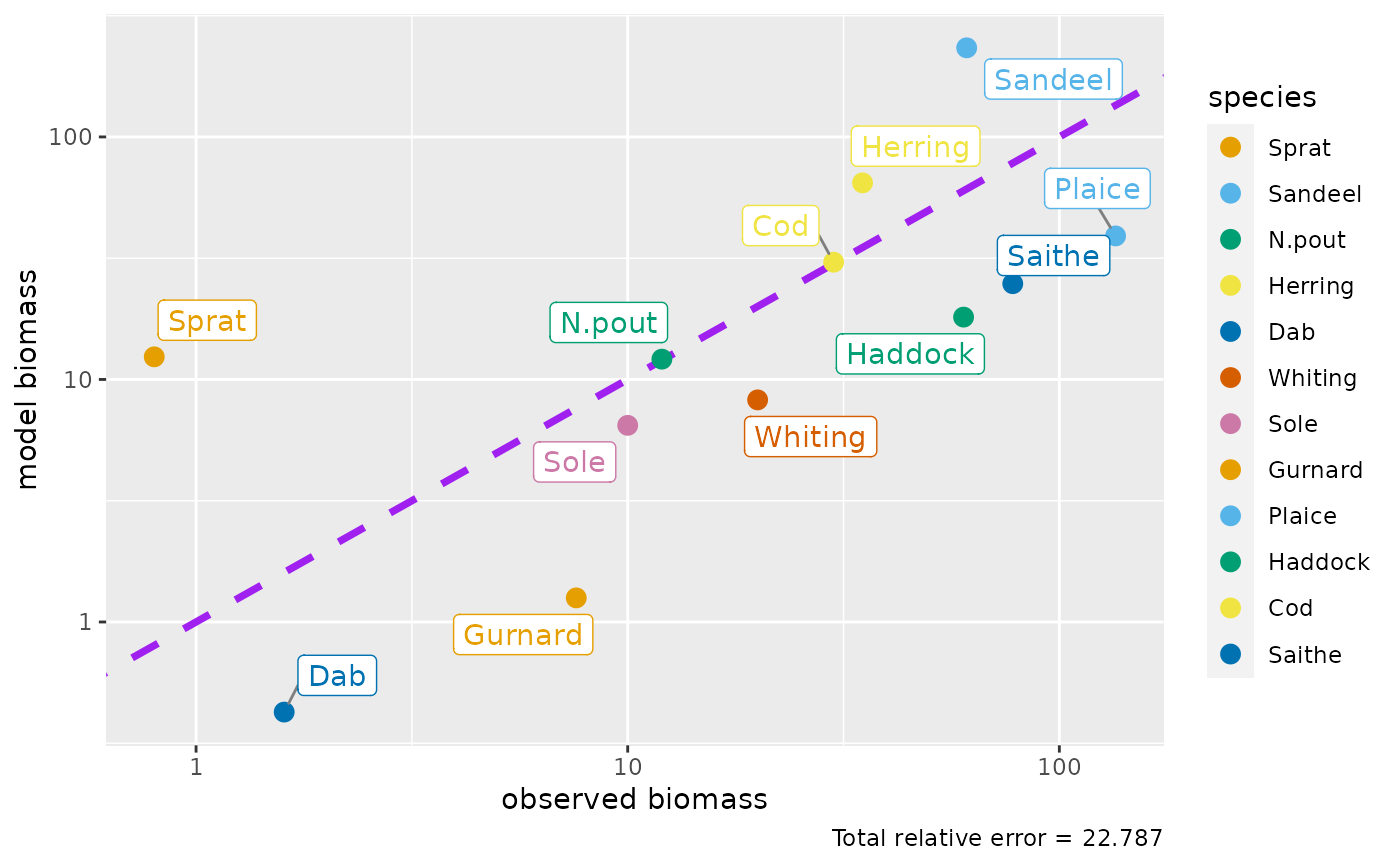 Sandeel
Herring
Plaice
Cod
Saithe
Sprat
N.pout
Haddock
Whiting
Sole
Gurnard
Dab
100
10
1
model biomass
1
10
100
observed biomass
Total relative error = 22.787
species
Sprat
Sandeel
N.pout
Herring
Dab
Whiting
Sole
Gurnard
Plaice
Haddock
Cod
Saithe